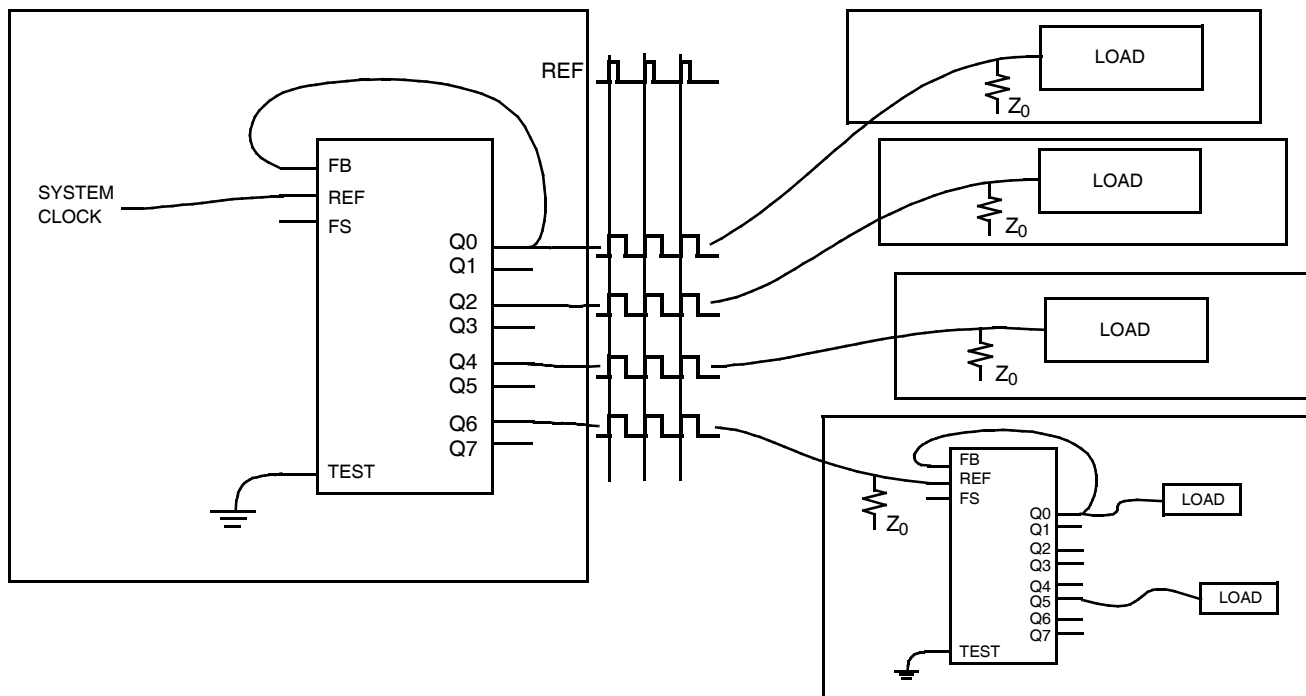 REF
LOAD
Z0
FB
REF
FS
SYSTEM
CLOCK
Q0
Q1
Q2
Q3
Q4
Q5
Q6
Q7
TEST
LOAD
Z0
LOAD
Z0
FB
REF
FS
Z0
Q0
Q1
Q2
Q3
Q4
Q5
Q6
Q7
TEST
LOAD
LOAD